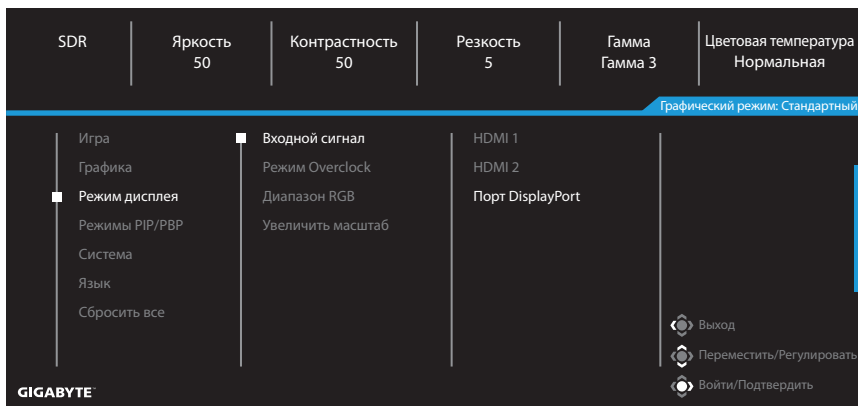 SDR
Яркость
50
Контрастность
50
Резкость
5
Гамма
Гамма 3
Цветовая температура
Нормальная
Графический режим: Стандартный
Игра
Графика
Режим дисплея
Режимы PIP/PBP
Система
Язык
Сбросить все
Входной сигнал
Режим Overclock
Диапазон RGB
Увеличить масштаб
HDMI 1
HDMI 2
Порт DisplayPort
Выход
Переместить/Регулировать
Войти/Подтвердить
GIGABYTE™